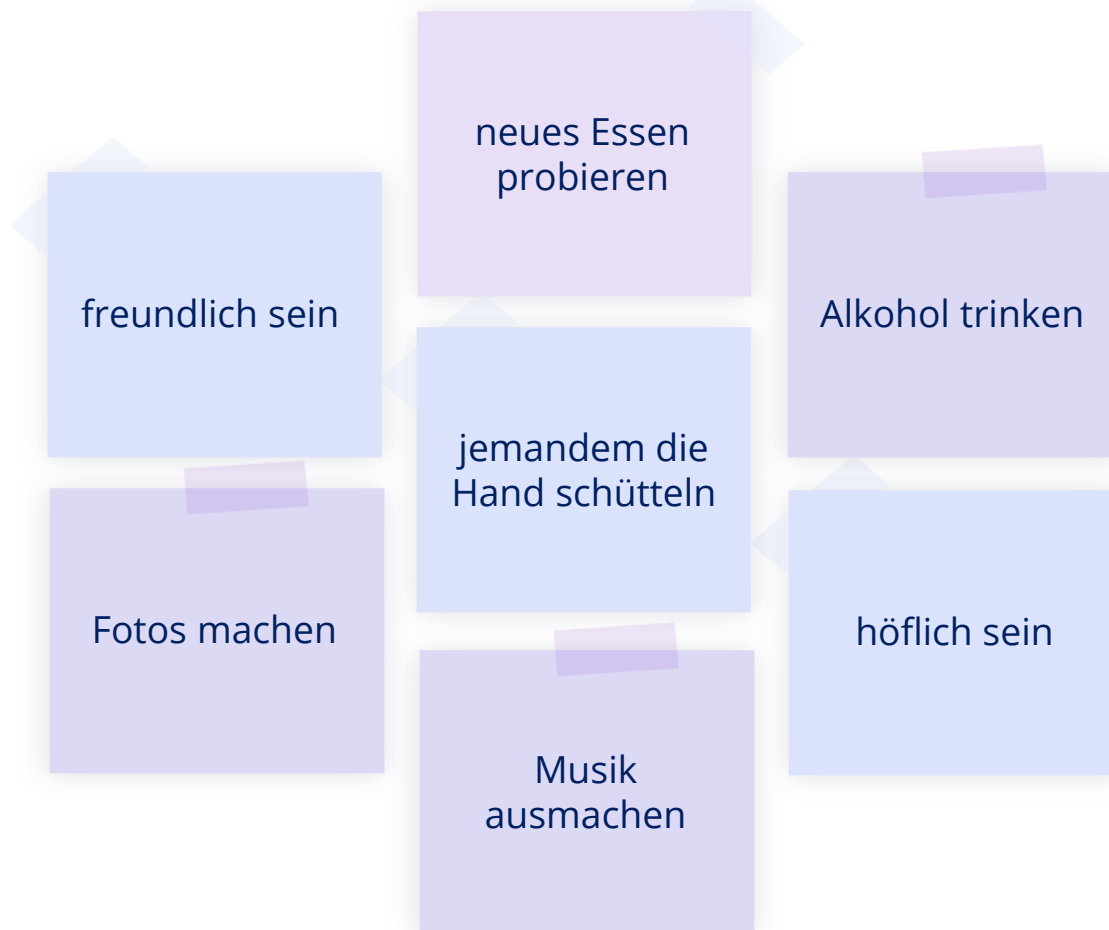 neues Essen
probieren
freundlich sein
Alkohol trinken
jemandem die
Hand schütteln
Fotos machen
höflich sein
Musik
ausmachen